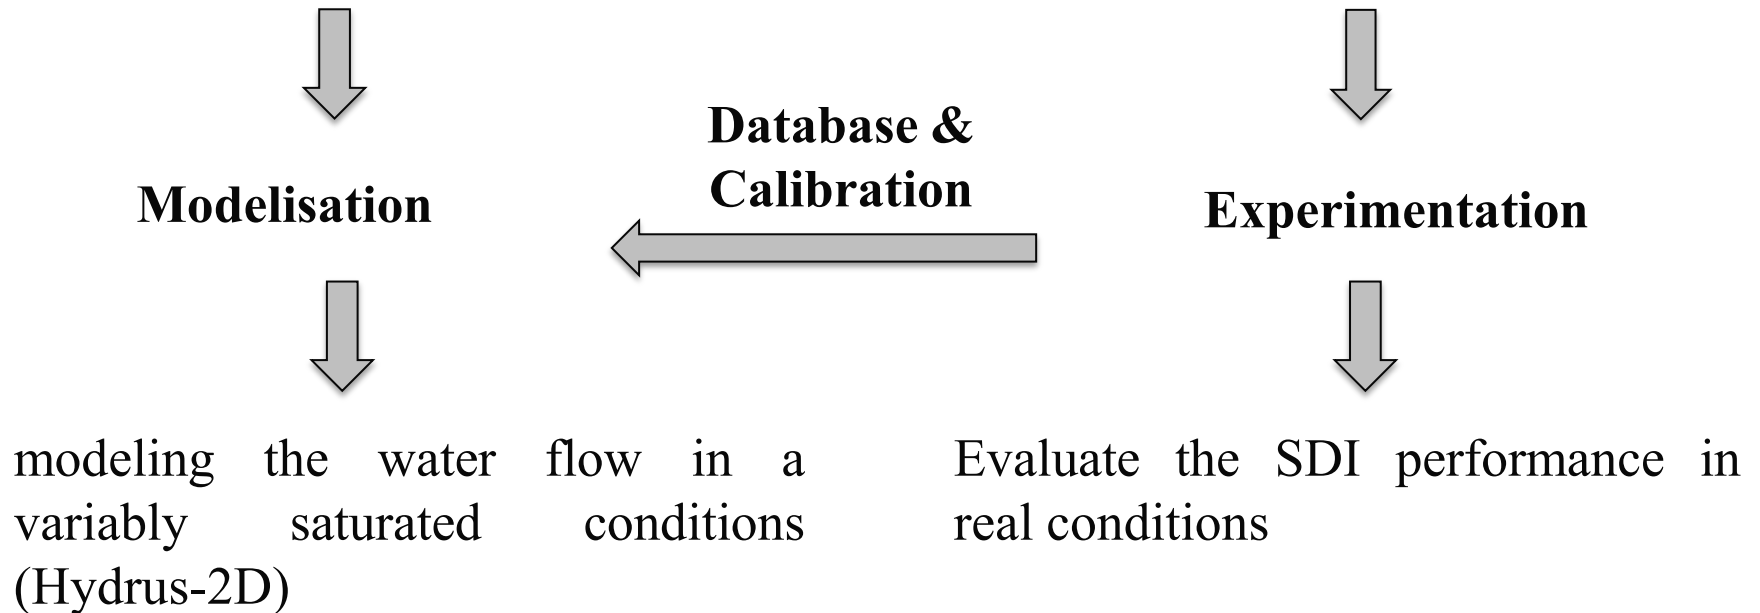 Database &
Calibration
Modelisation
Experimentation
modeling the water flow in a
variably saturated conditions
(Hydrus-2D)
Evaluate the SDI performance in
real conditions